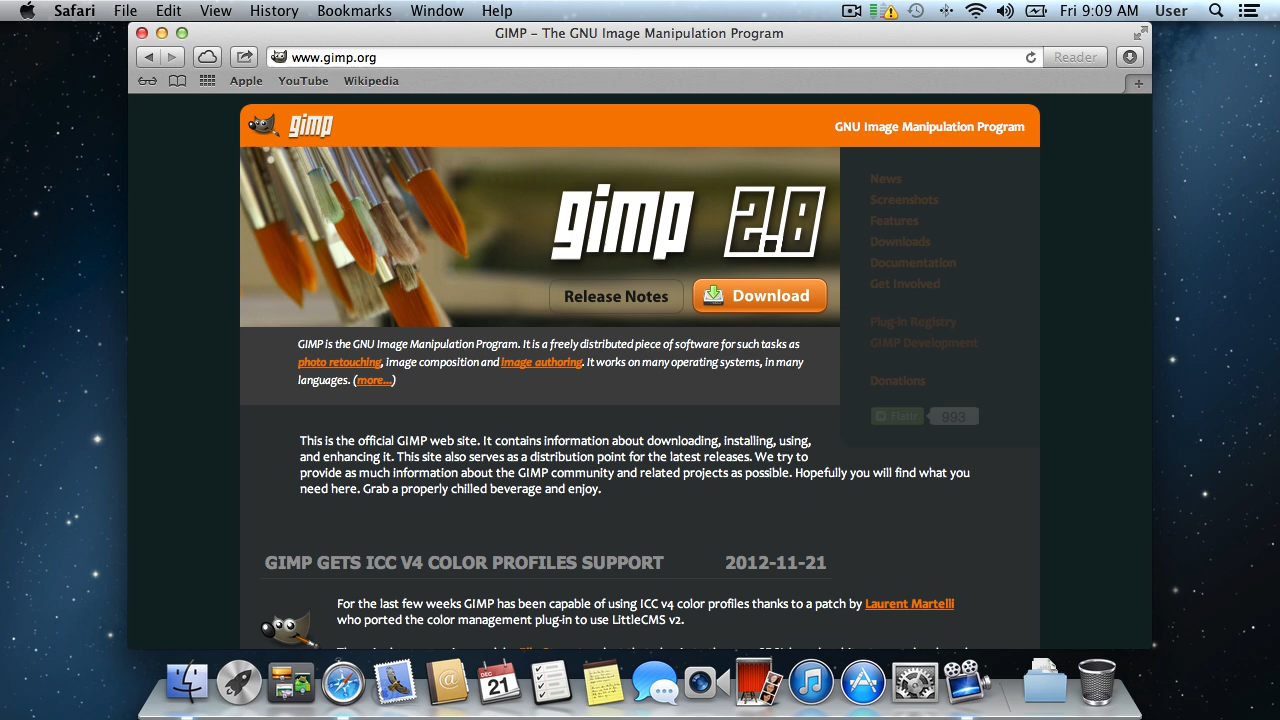 Safari File Edit View History Bookmarks Window Help Fri 9:09 AM User
GIMP – The GNU Image Manipulation Program
www.gimp.org Reader
Apple YouTube Wikipedia
gimp GNU Image Manipulation Program
gimp 2.8
Release Notes Download
News
Screenshots
Features
Downloads
Documentation
Get Involved
Plug-in Registry
GIMP Development
Donations
Flattr 993
GIMP is the GNU Image Manipulation Program. It is a freely distributed piece of software for such tasks as
photo retouching, image composition and image authoring. It works on many operating systems, in many
languages. (more...)
This is the official GIMP web site. It contains information about downloading, installing, using,
and enhancing it. This site also serves as a distribution point for the latest releases. We try to
provide as much information about the GIMP community and related projects as possible. Hopefully you will find what you
need here. Grab a properly chilled beverage and enjoy.
GIMP GETS ICC V4 COLOR PROFILES SUPPORT 2012-11-21
For the last few weeks GIMP has been capable of using ICC v4 color profiles thanks to a patch by Laurent Martelli
who ported the color management plug-in to use LittleCMS v2.
DEC
21